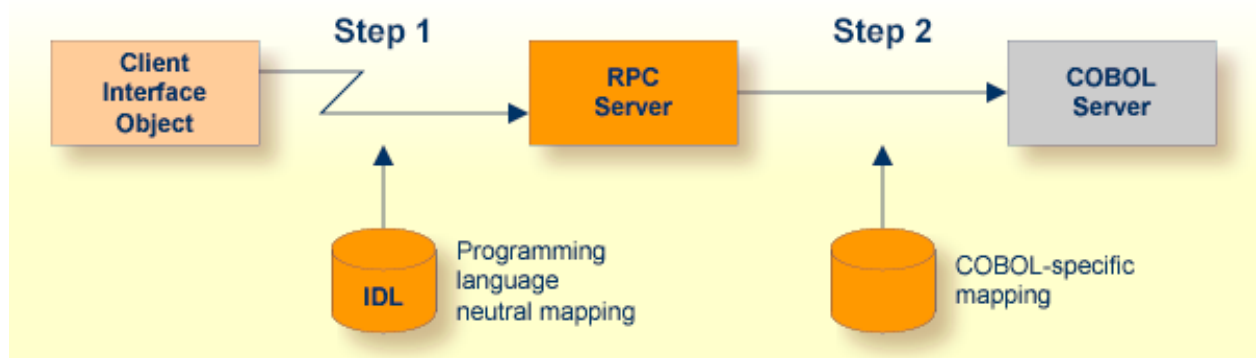 Step 1
Step 2
Client
Interface
Object
RPC
Server
COBOL
Server
IDL
Programming
language
neutral mapping
COBOL-specific
mapping